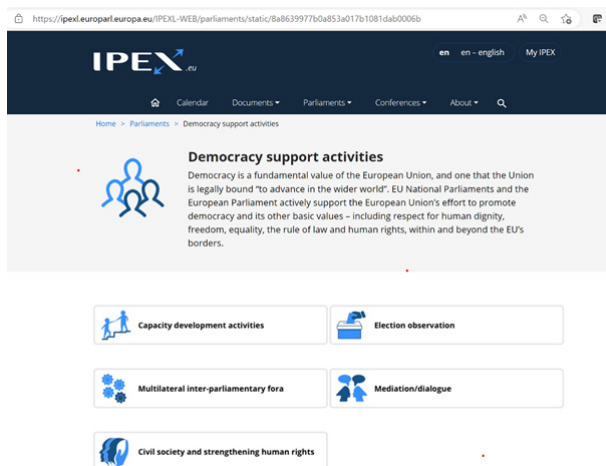 https://ipexl.europarl.europa.eu/IPEXL-WEB/parliaments/static/8a8639977b0a853a017b1081dab0006b
IPEX.eu
en en – english My IPEX
Calendar Documents Parliaments Conferences About
Home > Parliaments > Democracy support activities
Democracy support activities
Democracy is a fundamental value of the European Union, and one that the Union
is legally bound “to advance in the wider world”. EU National Parliaments and the
European Parliament actively support the European Union’s effort to promote
democracy and its other basic values – including respect for human dignity,
freedom, equality, the rule of law and human rights, within and beyond the EU’s
borders.
Capacity development activities
Election observation
Multilateral inter-parliamentary fora
Mediation/dialogue
Civil society and strengthening human rights